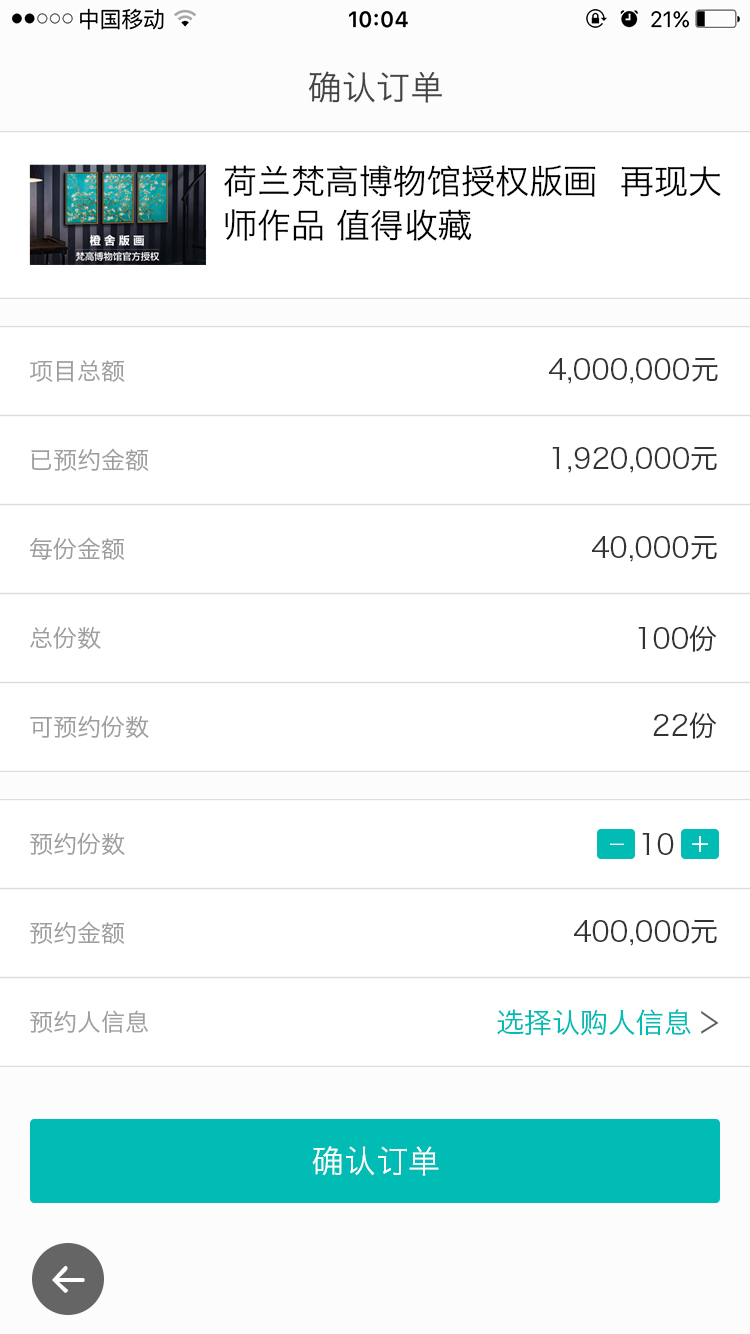 中国移动 10:04 21%
确认订单
荷兰梵高博物馆授权版画 再现大
师作品 值得收藏
橙舍版画
梵高博物馆官方授权
项目总额 4,000,000元
已预约金额 1,920,000元
每份金额 40,000元
总份数 100份
可预约份数 22份
预约份数 － 10 +
预约金额 400,000元
预约人信息 选择认购人信息 >
确认订单